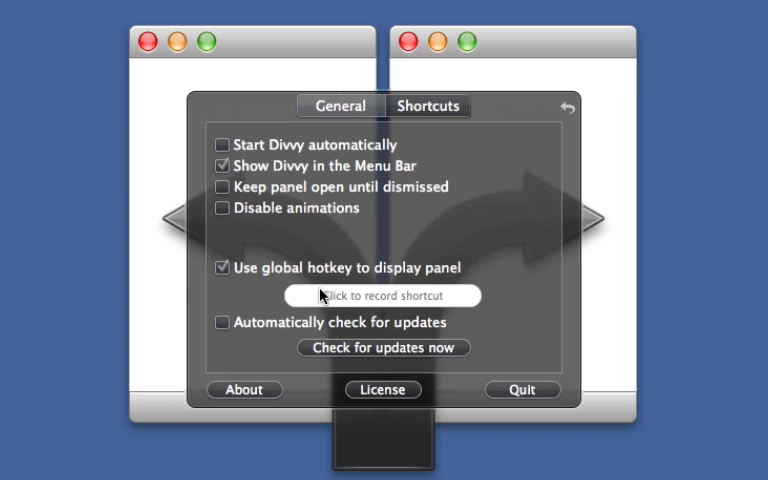 General Shortcuts
Start Divvy automatically
Show Divvy in the Menu Bar
Keep panel open until dismissed
Disable animations
Use global hotkey to display panel
Click to record shortcut
Automatically check for updates
Check for updates now
About License Quit